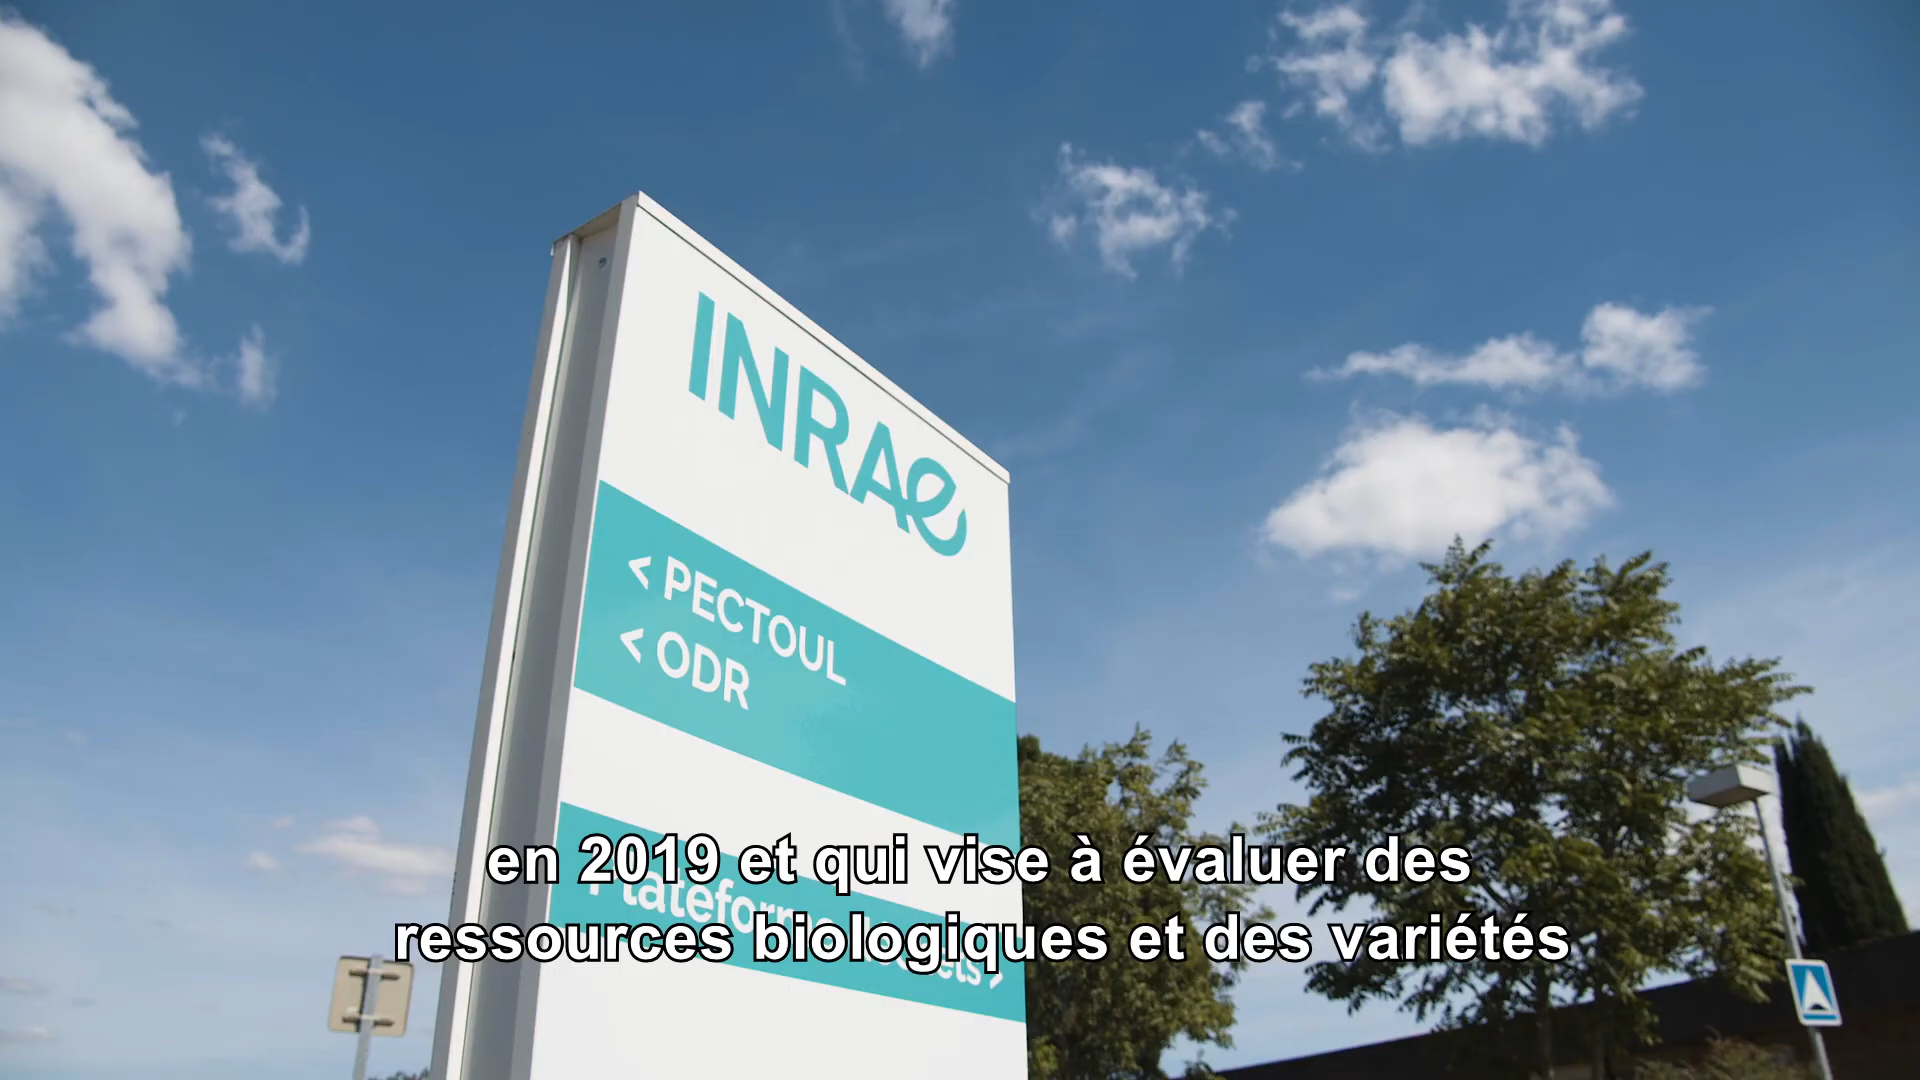 INRAE
< PECTOUL
< ODR
en 2019 et qui vise à évaluer des
ressources biologiques et des variétés